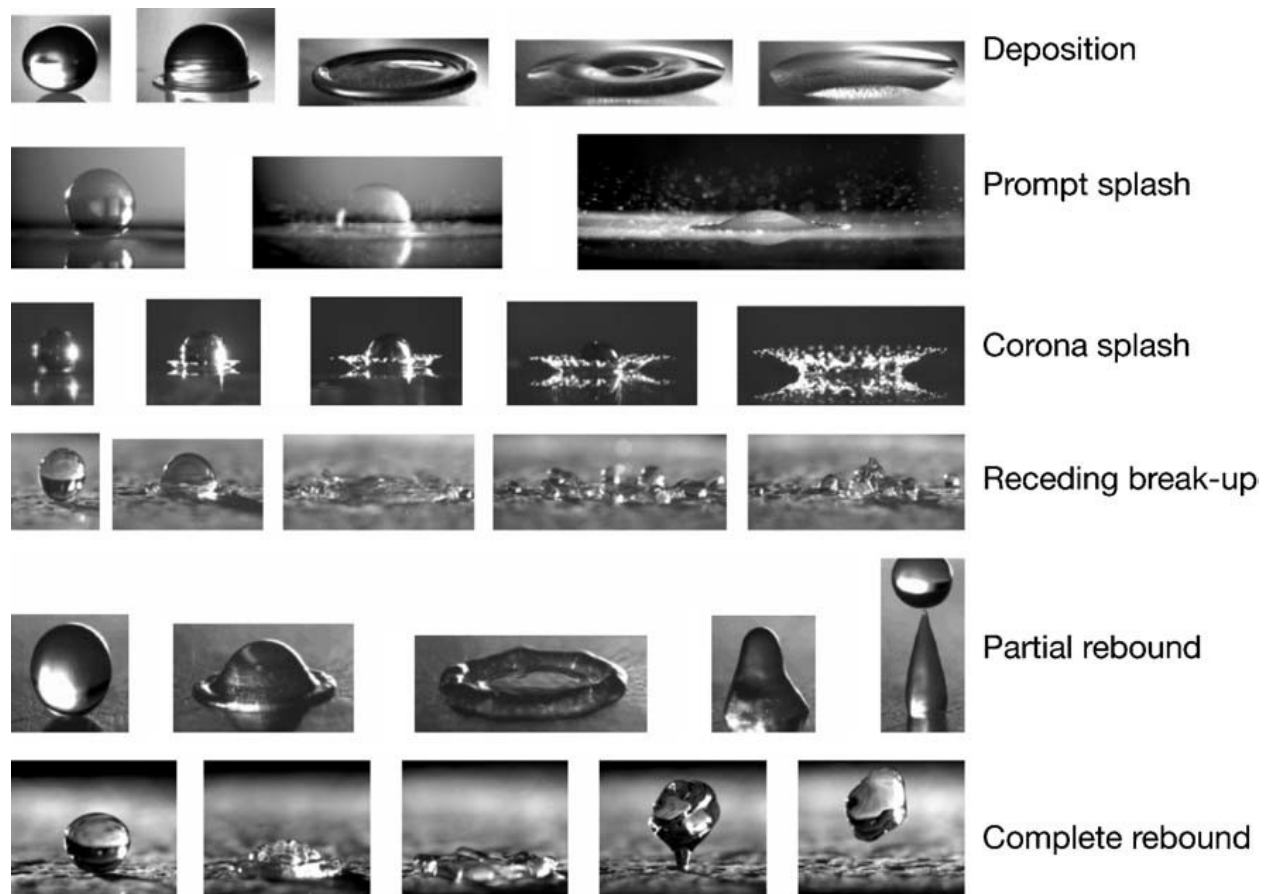 Deposition
Prompt splash
Corona splash
Receding break-up
Partial rebound
Complete rebound